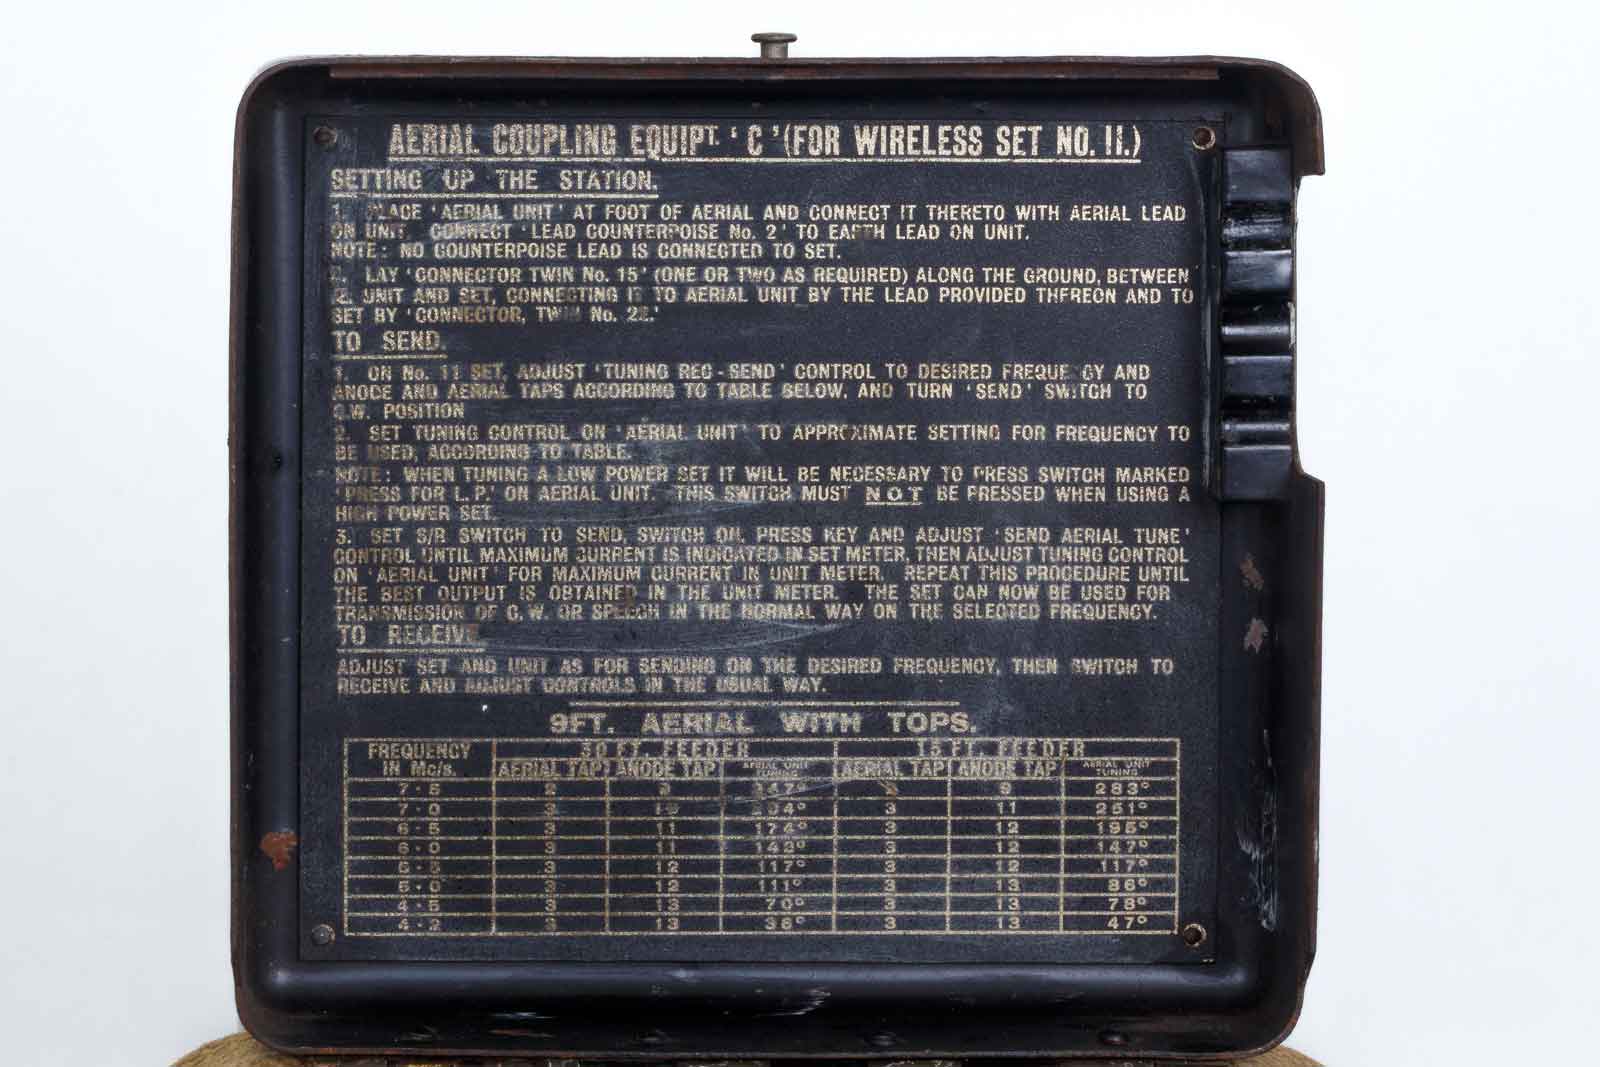 AERIAL COUPLING EQUIPT. 'C' (FOR WIRELESS SET NO. 11.)
SETTING UP THE STATION.
1. PLACE 'AERIAL UNIT' AT FOOT OF AERIAL AND CONNECT IT THERETO WITH AERIAL LEAD
ON UNIT. CONNECT 'LEAD COUNTERPOISE No. 2' TO EARTH LEAD ON UNIT.
NOTE: NO COUNTERPOISE LEAD IS CONNECTED TO SET.
2. LAY 'CONNECTOR TWIN No. 15' (ONE OR TWO AS REQUIRED) ALONG THE GROUND, BETWEEN
UNIT AND SET, CONNECTING IT TO AERIAL UNIT BY THE LEAD PROVIDED THEREON AND TO
SET BY 'CONNECTOR, TWIN No. 22.'
TO SEND.
1. ON No. 11 SET, ADJUST 'TUNING REC-SEND' CONTROL TO DESIRED FREQUENCY AND
ANODE AND AERIAL TAPS ACCORDING TO TABLE BELOW. AND TURN 'SEND' SWITCH TO
C.W. POSITION
2. SET TUNING CONTROL ON 'AERIAL UNIT' TO APPROXIMATE SETTING FOR FREQUENCY TO
BE USED, ACCORDING TO TABLE.
NOTE: WHEN TUNING A LOW POWER SET IT WILL BE NECESSARY TO PRESS SWITCH MARKED
'PRESS FOR L.P.' ON AERIAL UNIT. THIS SWITCH MUST NOT BE PRESSED WHEN USING A
HIGH POWER SET.
3. SET S/R SWITCH TO SEND, SWITCH ON, PRESS KEY AND ADJUST 'SEND AERIAL TUNE'
CONTROL UNTIL MAXIMUM CURRENT IS INDICATED IN SET METER, THEN ADJUST TUNING CONTROL
ON 'AERIAL UNIT' FOR MAXIMUM CURRENT IN UNIT METER. REPEAT THIS PROCEDURE UNTIL
THE BEST OUTPUT IS OBTAINED IN THE UNIT METER. THE SET CAN NOW BE USED FOR
TRANSMISSION OF C.W. OR SPEECH IN THE NORMAL WAY ON THE SELECTED FREQUENCY.
TO RECEIVE
ADJUST SET AND UNIT AS FOR SENDING ON THE DESIRED FREQUENCY, THEN SWITCH TO
RECEIVE AND ADJUST CONTROLS IN THE USUAL WAY.
9FT. AERIAL WITH TOPS.
FREQUENCY IN Mc/s. 30 FT. FEEDER 15 FT. FEEDER
AERIAL TAP ANODE TAP AERIAL UNIT TUNING AERIAL TAP ANODE TAP AERIAL UNIT TUNING
7·5 2 9 283°
7·0 3 3 11 251°
6·5 3 11 174° 3 12 195°
6·0 3 11 143° 3 12 147°
5·5 3 12 117° 3 12 117°
5·0 3 12 111° 3 13 86°
4·5 3 13 70° 3 13 78°
4·2 3 13 38° 3 13 47°